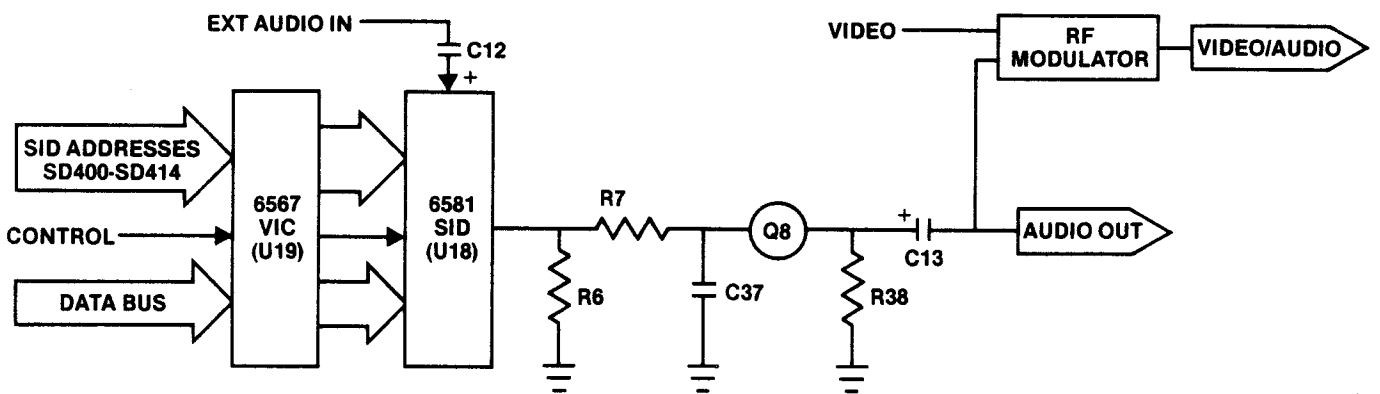 EXT AUDIO IN
C12
+
VIDEO
RF
MODULATOR
VIDEO/AUDIO
SID ADDRESSES
SD400-SD414
CONTROL
DATA BUS
6567
VIC
(U19)
6581
SID
(U18)
R7
R6
C37
Q8
R38
+
C13
AUDIO OUT